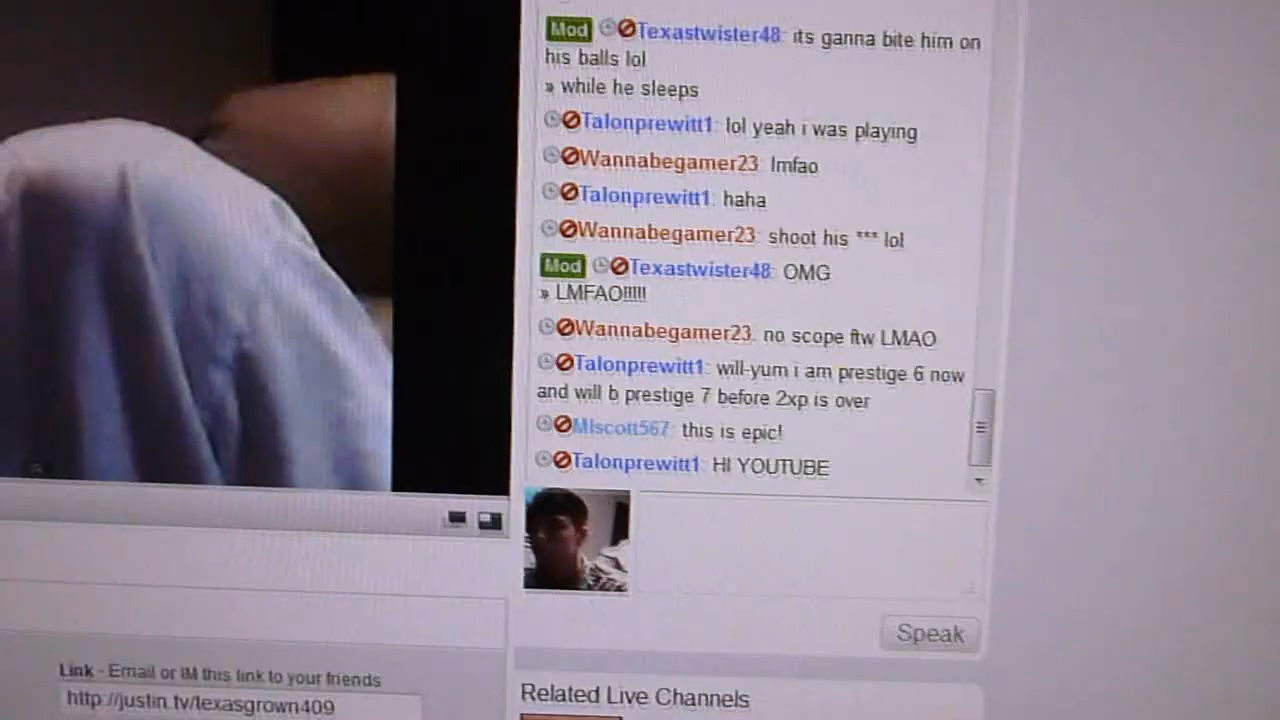 Mod Texastwister48: its ganna bite him on
his balls lol
» while he sleeps
Talonprewitt1: lol yeah i was playing
Wannabegamer23: lmfao
Talonprewitt1: haha
Wannabegamer23: shoot his *** lol
Mod Texastwister48: OMG
» LMFAO!!!!!
Wannabegamer23: no scope ftw LMAO
Talonprewitt1: will-yum i am prestige 6 now
and will b prestige 7 before 2xp is over
Mlscott567: this is epic!
Talonprewitt1: HI YOUTUBE
Speak
Link - Email or IM this link to your friends
http://justin.tv/texasgrown409
Related Live Channels